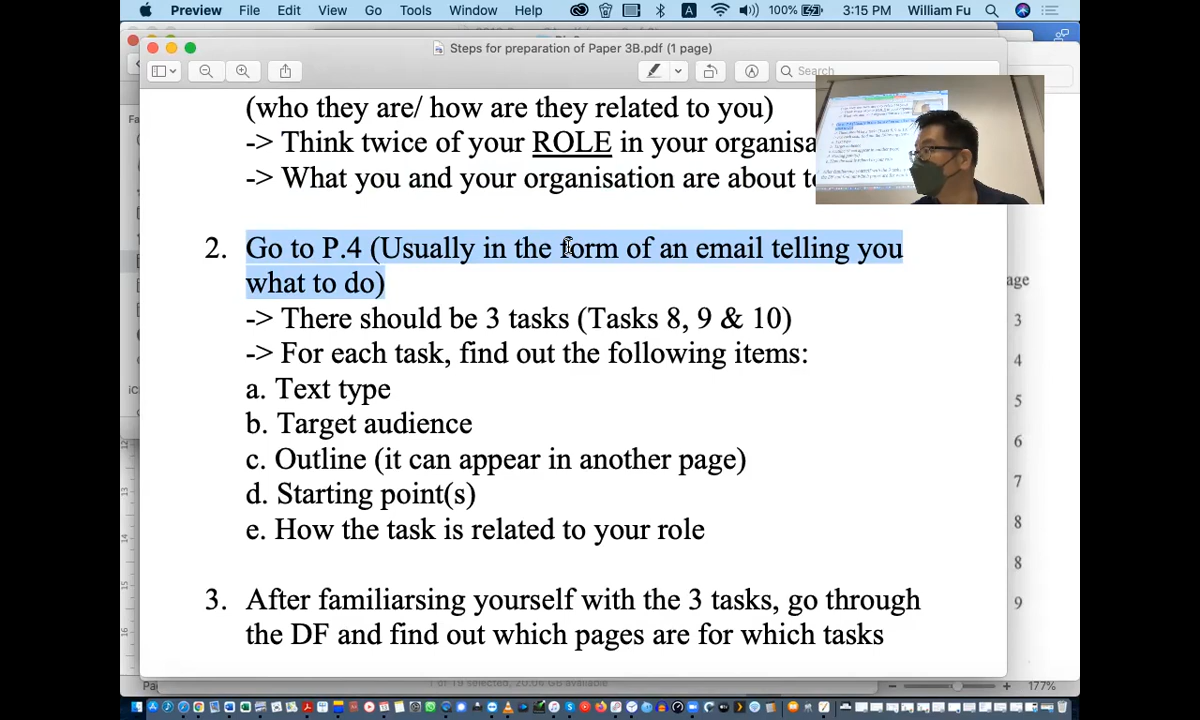 Preview File Edit View Go Tools Window Help A 100% 3:15 PM William Fu
Steps for preparation of Paper 3B.pdf (1 page)
Search
(who they are/ how are they related to you)
-> Think twice of your ROLE in your organisa
-> What you and your organisation are about to
2. Go to P.4 (Usually in the form of an email telling you
what to do)
-> There should be 3 tasks (Tasks 8, 9 & 10)
-> For each task, find out the following items:
a. Text type
b. Target audience
c. Outline (it can appear in another page)
d. Starting point(s)
e. How the task is related to your role
3. After familiarsing yourself with the 3 tasks, go through
the DF and find out which pages are for which tasks
age
3
4
5
6
7
8
8
9
177%